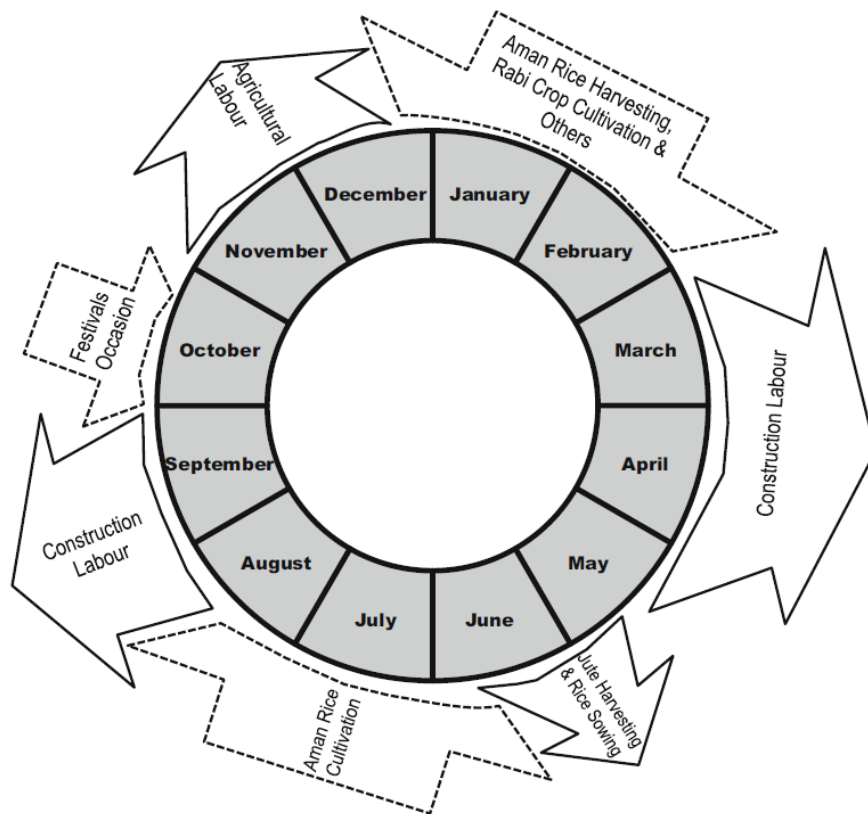 Aman Rice Harvesting,
Rabi Crop Cultivation &
Others
Agricultural
Labour
December
January
November
February
Festivals
Occasion
October
March
Construction Labour
September
April
Construction
Labour
August
May
July
June
Jute Harvesting
& Rice Sowing
Aman Rice
Cultivation